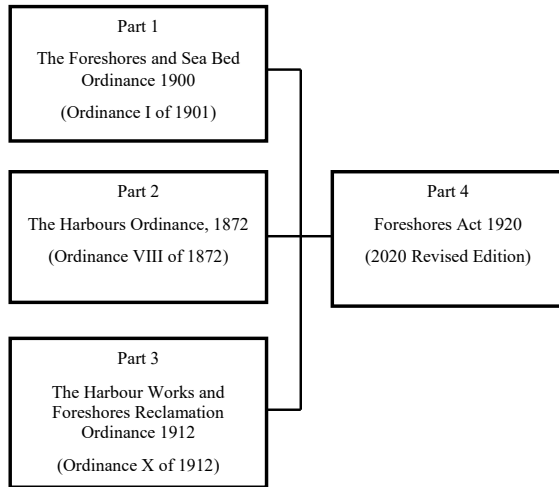 Part 1
The Foreshores and Sea Bed
Ordinance 1900
(Ordinance I of 1901)
Part 2
The Harbours Ordinance, 1872
(Ordinance VIII of 1872)
Part 3
The Harbour Works and
Foreshores Reclamation
Ordinance 1912
(Ordinance X of 1912)
Part 4
Foreshores Act 1920
(2020 Revised Edition)